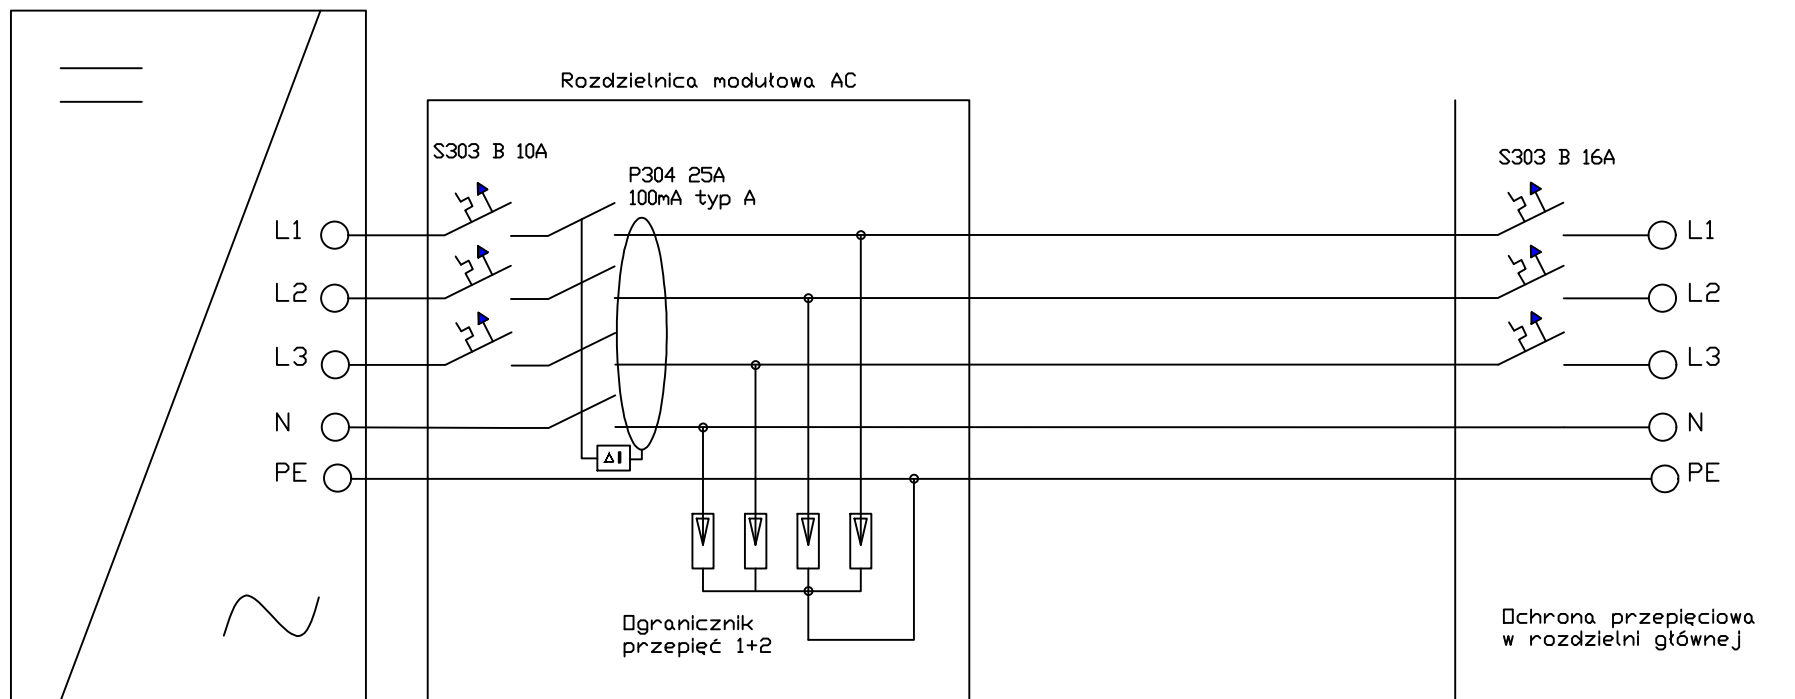 Rozdzielnica modułowa AC
S303 B 10A
P304 25A
100mA typ A
S303 B 16A
L1
L2
L3
N
PE
L1
L2
L3
N
PE
ΔI
Ogranicznik
przepięć 1+2
Ochrona przepięciowa
w rozdzielni głównej